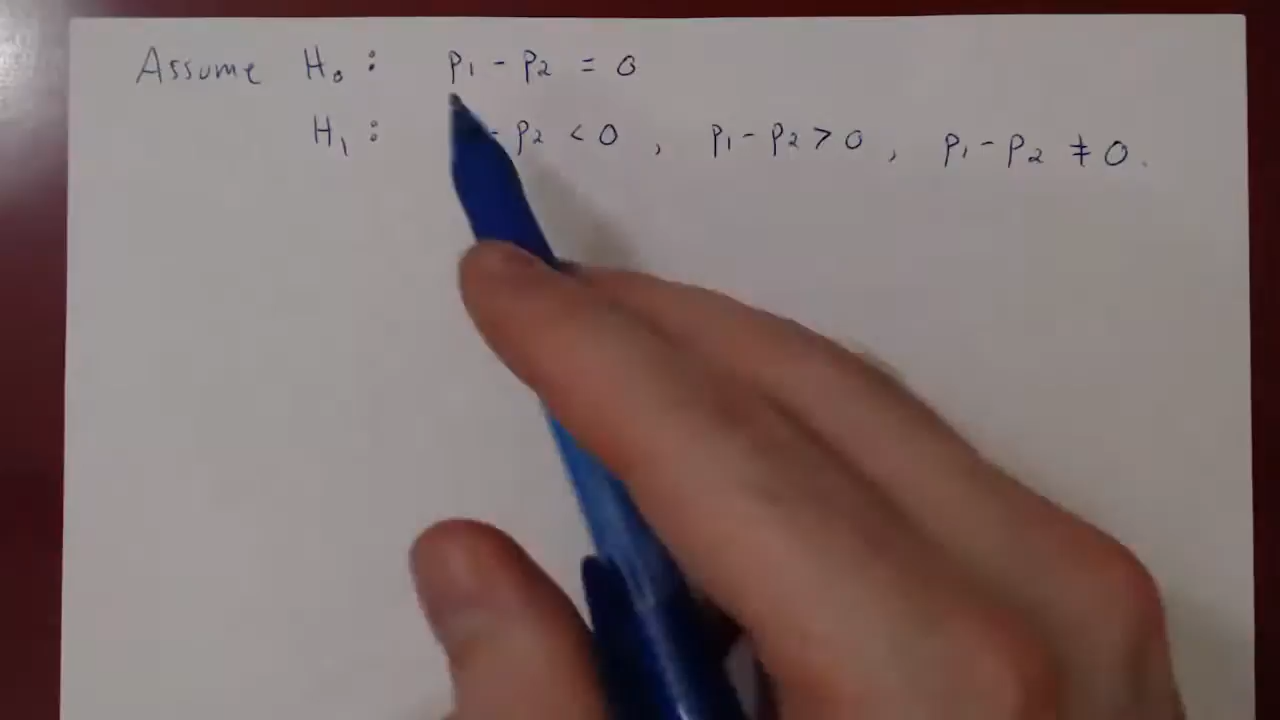 Assume H₀ : p₁ - p₂ = 0
H₁ : - p₂ < 0 , p₁ - p₂ > 0 , p₁ - p₂ ≠ 0.